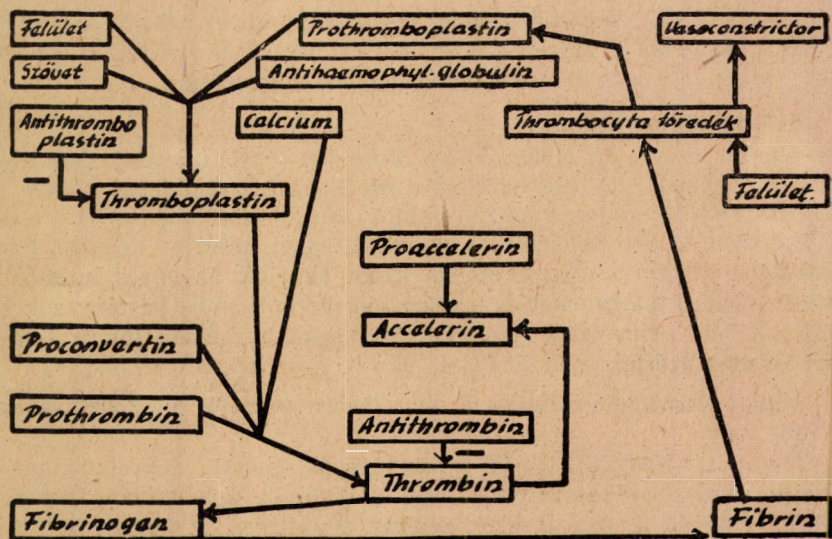 Felület
Prothromboplastin
Vasoconstrictor
Szövet
Antihaemophyl.globulin
Antithrombo
plastin
Calcium
Thrombocyta töredék
–
Thromboplastin
Felület.
Proaccelerin
Proconvertin
Accelerin
Prothrombin
Antithrombin
–
Thrombin
Fibrinogen
Fibrin